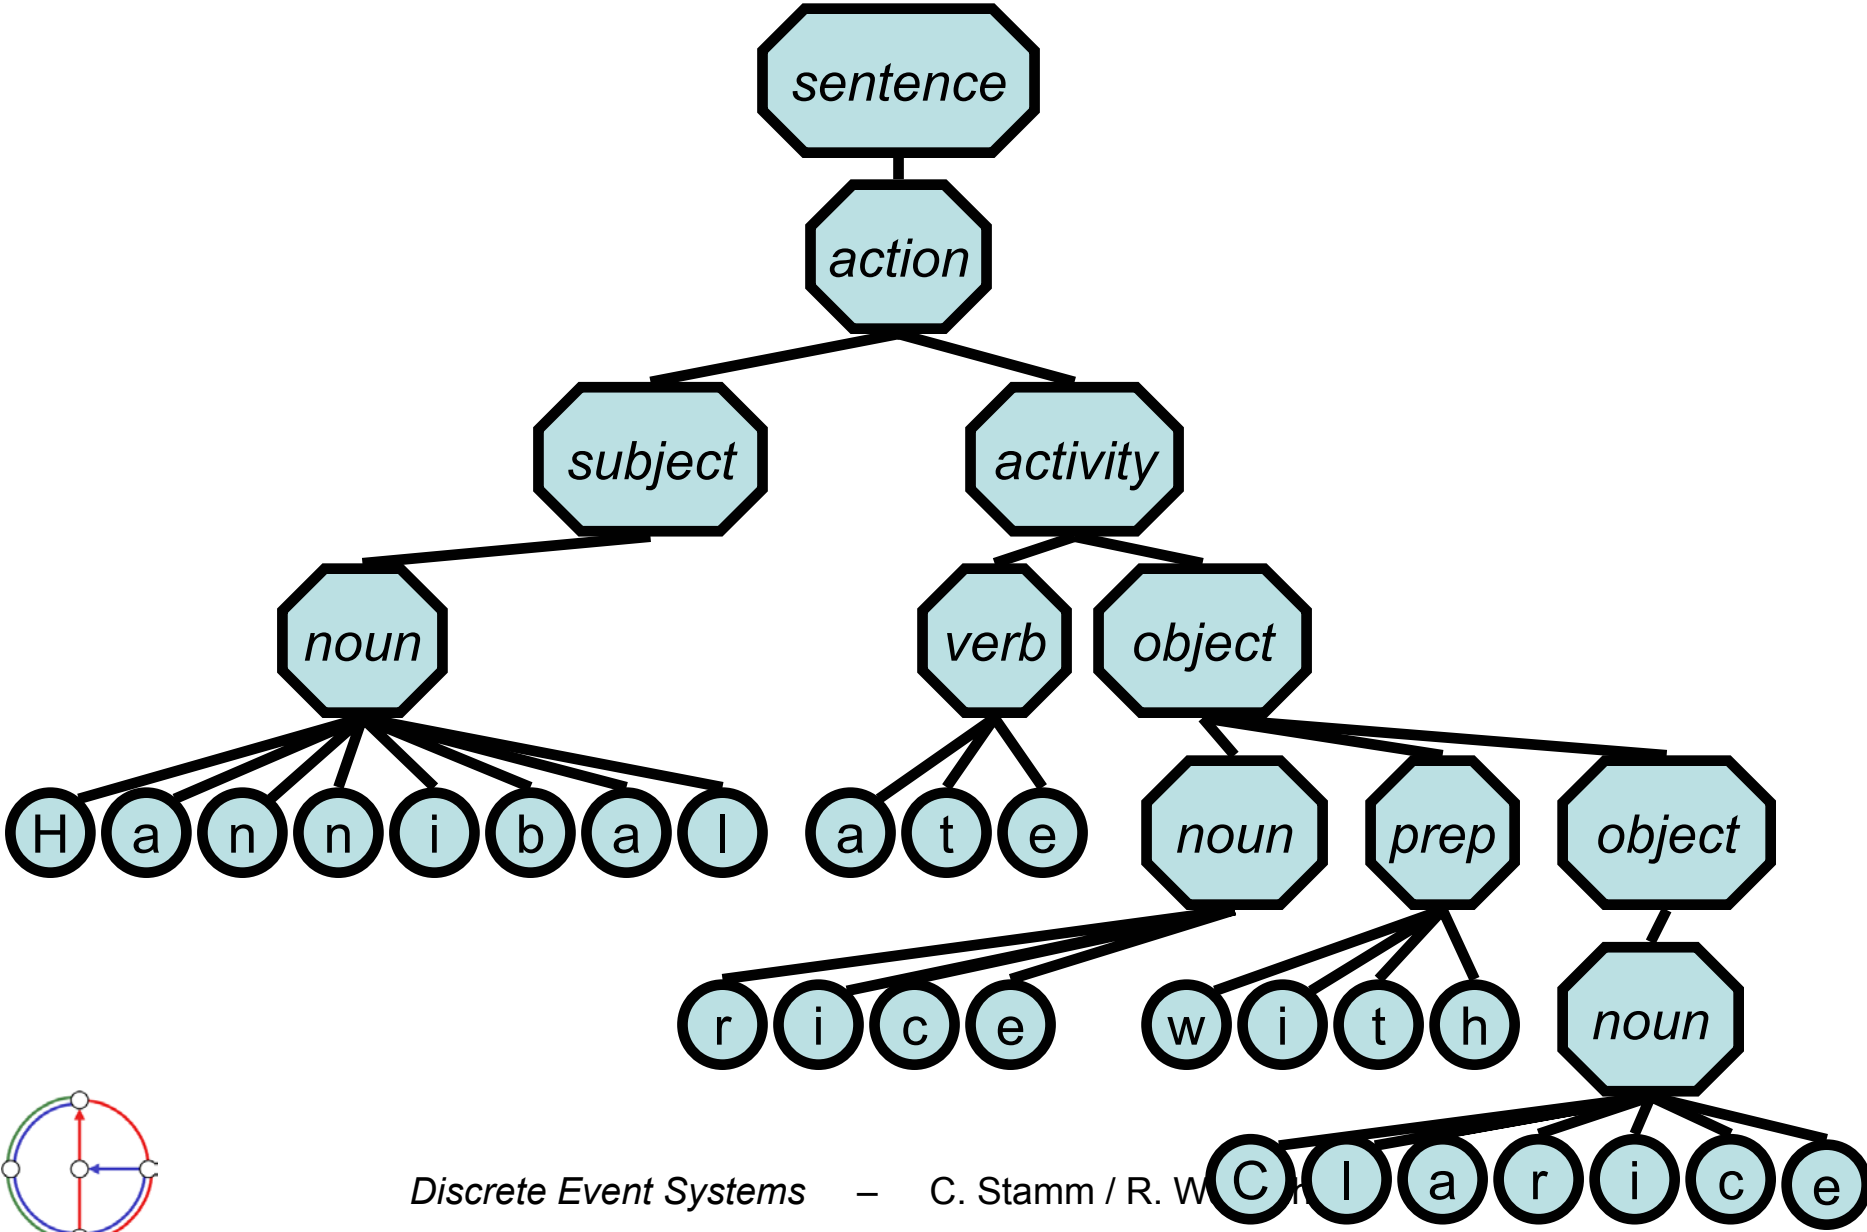 sentence
action
subject activity
noun verb object
H a n n i b a l a t e noun prep object
r i c e w i t h noun
C l a r i c e
Discrete Event Systems – C. Stamm / R.